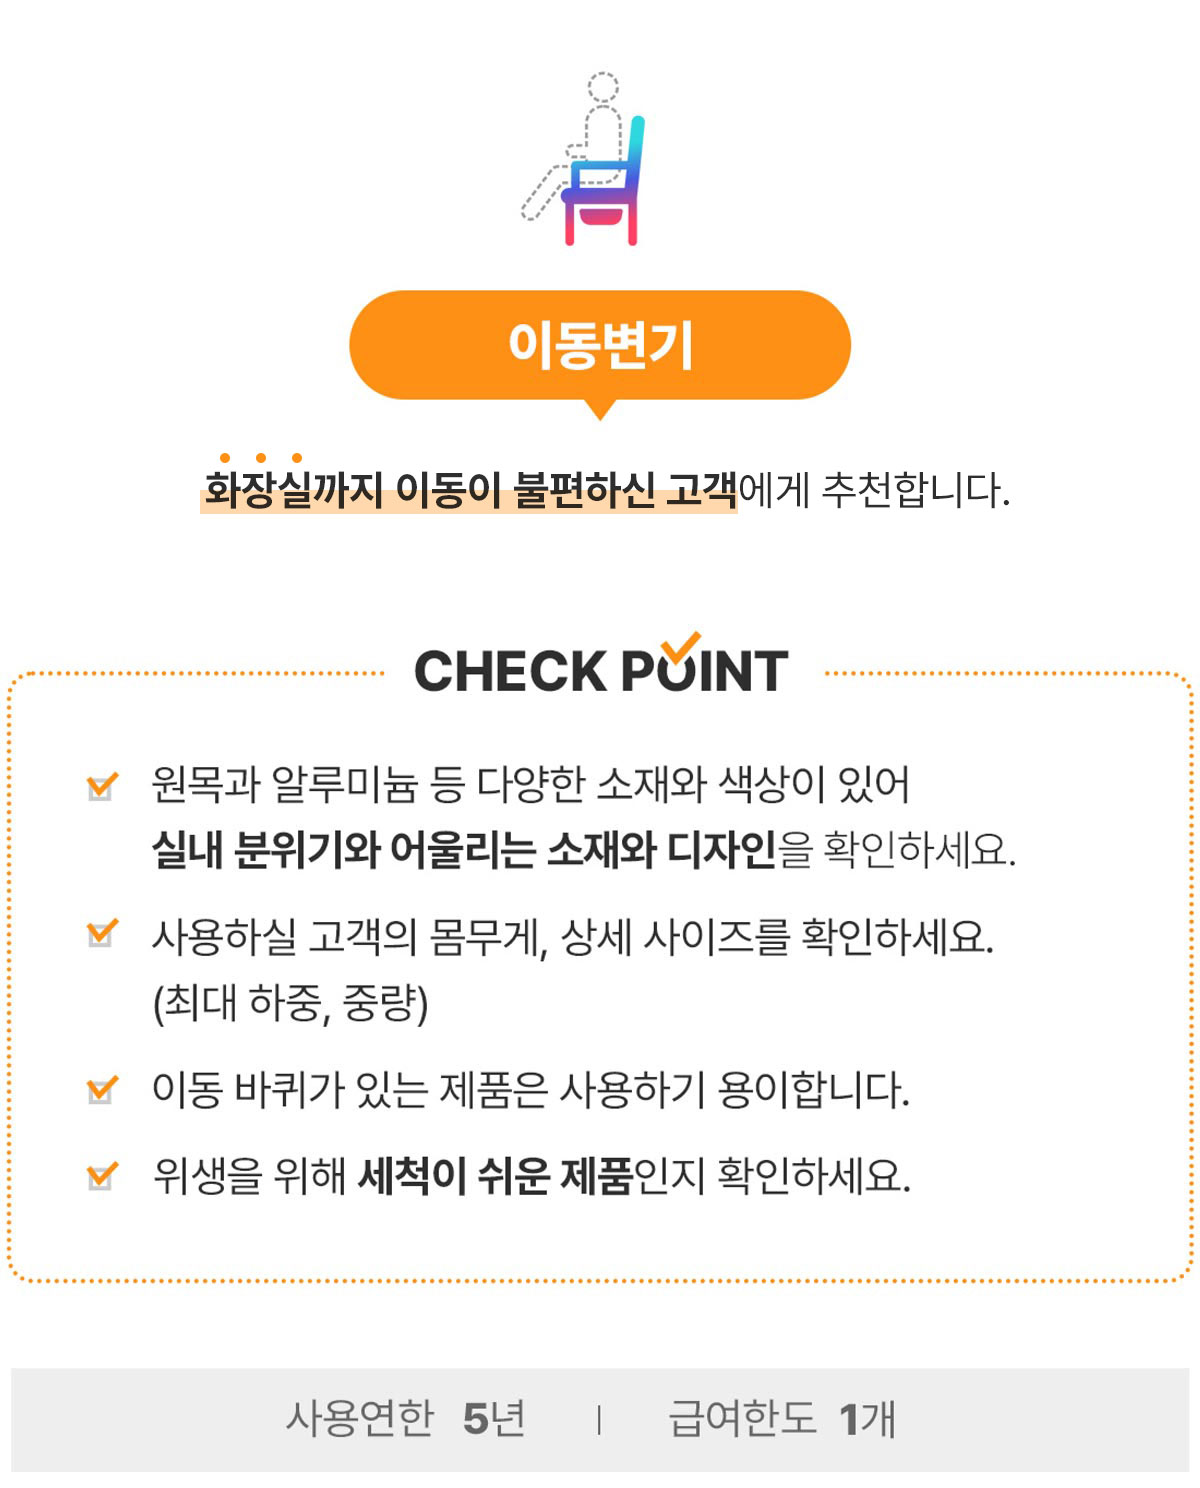 이동변기
화장실까지 이동이 불편하신 고객에게 추천합니다.
CHECK POINT
원목과 알루미늄 등 다양한 소재와 색상이 있어
실내 분위기와 어울리는 소재와 디자인을 확인하세요.
사용하실 고객의 몸무게, 상세 사이즈를 확인하세요.
(최대 하중, 중량)
이동 바퀴가 있는 제품은 사용하기 용이합니다.
위생을 위해 세척이 쉬운 제품인지 확인하세요.
사용연한 5년 | 급여한도 1개